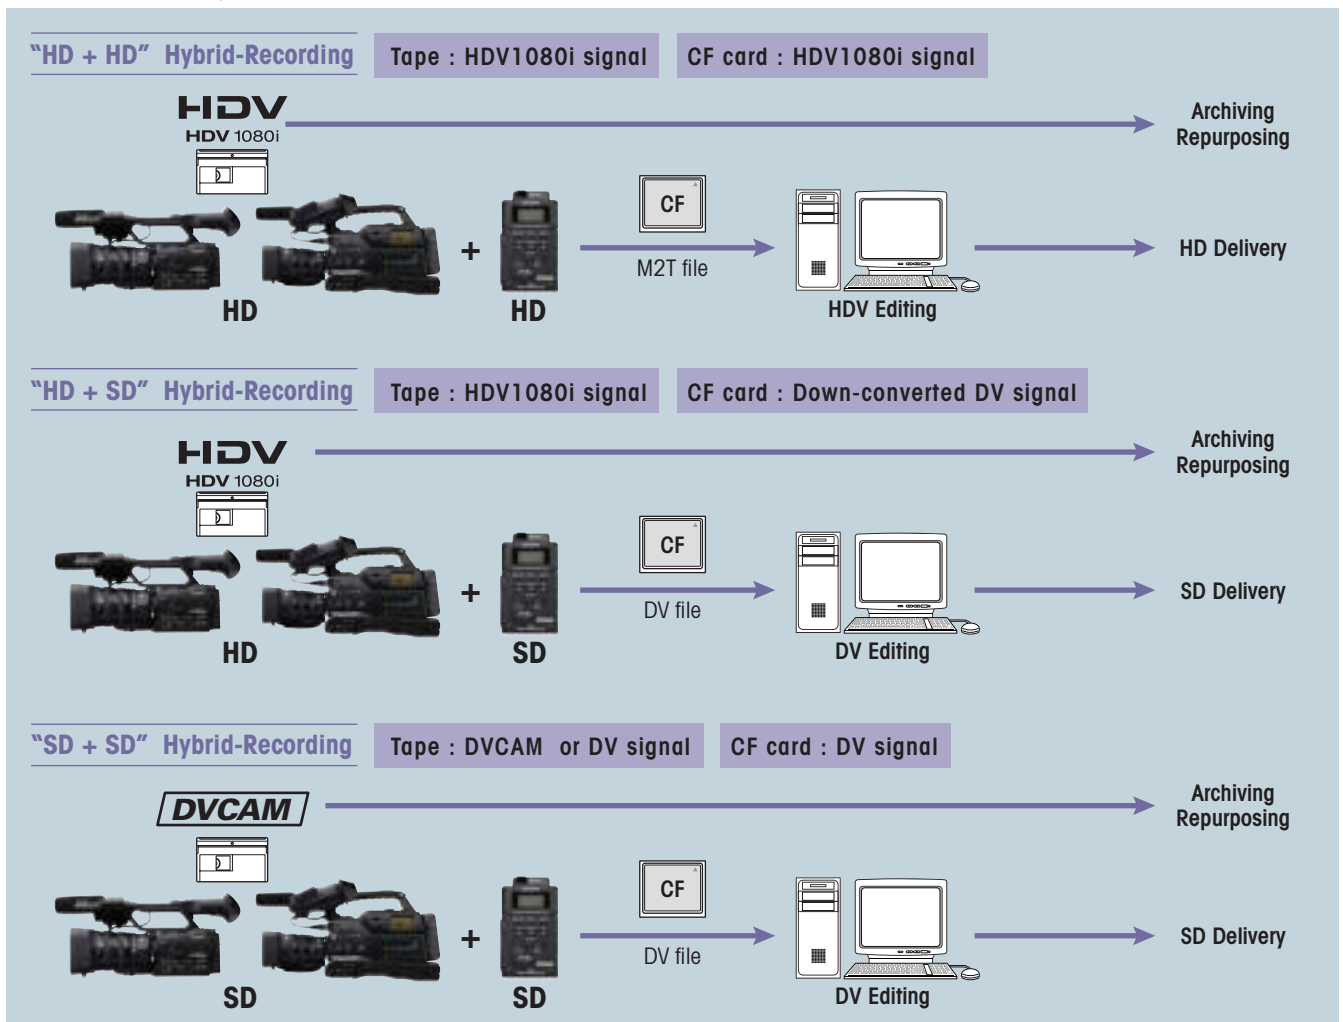 “HD + HD” Hybrid-Recording
Tape : HDV1080i signal
CF card : HDV1080i signal
HDV
HDV 1080i
Archiving
Repurposing
CF
+
M2T file
HD Delivery
HD
HD
HDV Editing
“HD + SD” Hybrid-Recording
Tape : HDV1080i signal
CF card : Down-converted DV signal
HDV
HDV 1080i
Archiving
Repurposing
CF
+
DV file
SD Delivery
HD
SD
DV Editing
“SD + SD” Hybrid-Recording
Tape : DVCAM or DV signal
CF card : DV signal
DVCAM
Archiving
Repurposing
CF
+
DV file
SD Delivery
SD
SD
DV Editing